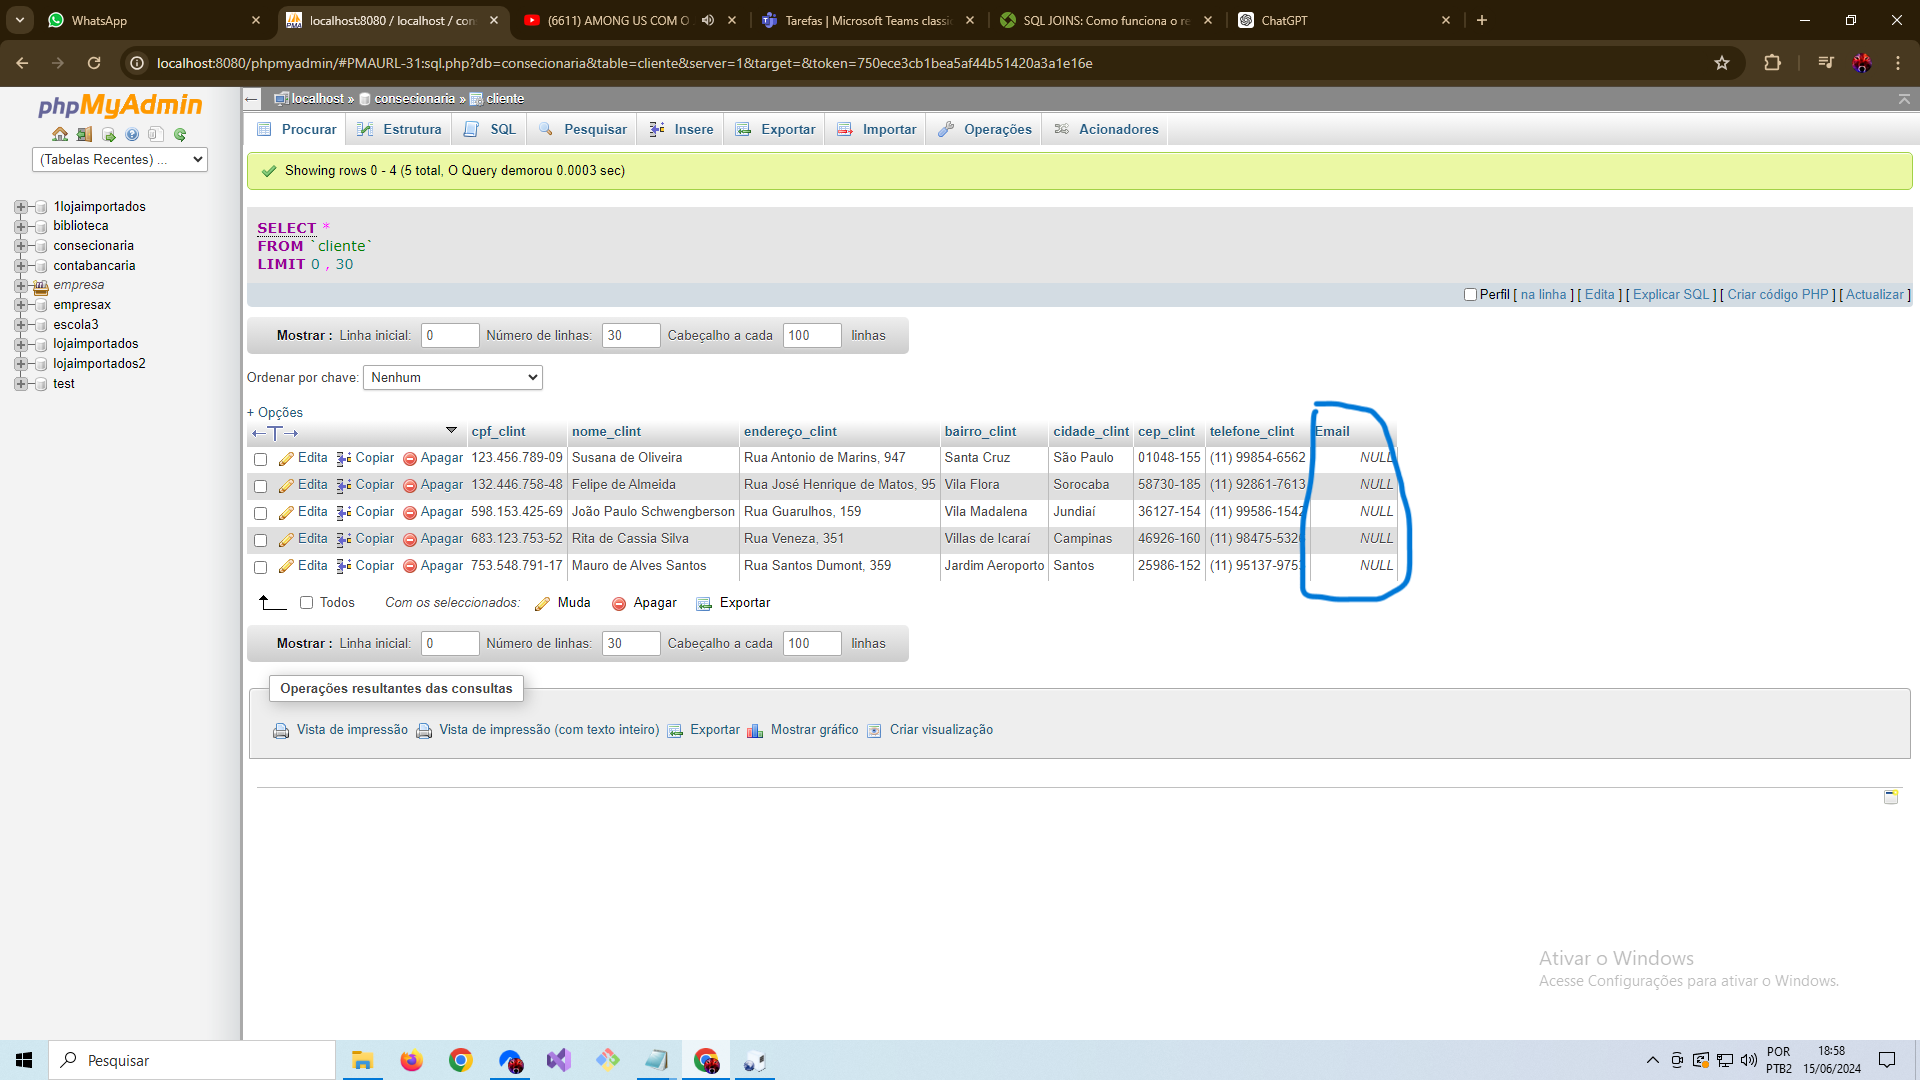 WhatsApp
localhost:8080 / localhost / con
(6611) AMONG US COM O
Tarefas | Microsoft Teams classic
SQL JOINS: Como funciona o re
ChatGPT
localhost:8080/phpmyadmin/#PMAURL-31:sql.php?db=consecionaria&table=cliente&server=1&target=&token=750ece3cb1bea5af44b51420a3a1e16e
phpMyAdmin
(Tabelas Recentes) ...
1lojaimportados
biblioteca
consecionaria
contabancaria
empresa
empresax
escola3
lojaimportados
lojaimportados2
test
localhost » consecionaria » cliente
Procurar Estrutura SQL Pesquisar Insere Exportar Importar Operações Acionadores
Showing rows 0 - 4 (5 total, O Query demorou 0.0003 sec)
SELECT *
FROM `cliente`
LIMIT 0 , 30
Perfil [ na linha ] [ Edita ] [ Explicar SQL ] [ Criar código PHP ] [ Actualizar ]
Mostrar : Linha inicial: 0 Número de linhas: 30 Cabeçalho a cada 100 linhas
Ordenar por chave: Nenhum
+ Opções
←T→ cpf_clint nome_clint endereço_clint bairro_clint cidade_clint cep_clint telefone_clint Email
Edita Copiar Apagar 123.456.789-09 Susana de Oliveira Rua Antonio de Marins, 947 Santa Cruz São Paulo 01048-155 (11) 99854-6562 NULL
Edita Copiar Apagar 132.446.758-48 Felipe de Almeida Rua José Henrique de Matos, 95 Vila Flora Sorocaba 58730-185 (11) 92861-7613 NULL
Edita Copiar Apagar 598.153.425-69 João Paulo Schwengberson Rua Guarulhos, 159 Vila Madalena Jundiaí 36127-154 (11) 99586-1542 NULL
Edita Copiar Apagar 683.123.753-52 Rita de Cassia Silva Rua Veneza, 351 Villas de Icaraí Campinas 46926-160 (11) 98475-532 NULL
Edita Copiar Apagar 753.548.791-17 Mauro de Alves Santos Rua Santos Dumont, 359 Jardim Aeroporto Santos 25986-152 (11) 95137-975 NULL
Todos Com os seleccionados: Muda Apagar Exportar
Mostrar : Linha inicial: 0 Número de linhas: 30 Cabeçalho a cada 100 linhas
Operações resultantes das consultas
Vista de impressão Vista de impressão (com texto inteiro) Exportar Mostrar gráfico Criar visualização
Ativar o Windows
Acesse Configurações para ativar o Windows.
Pesquisar
POR
PTB2
18:58
15/06/2024